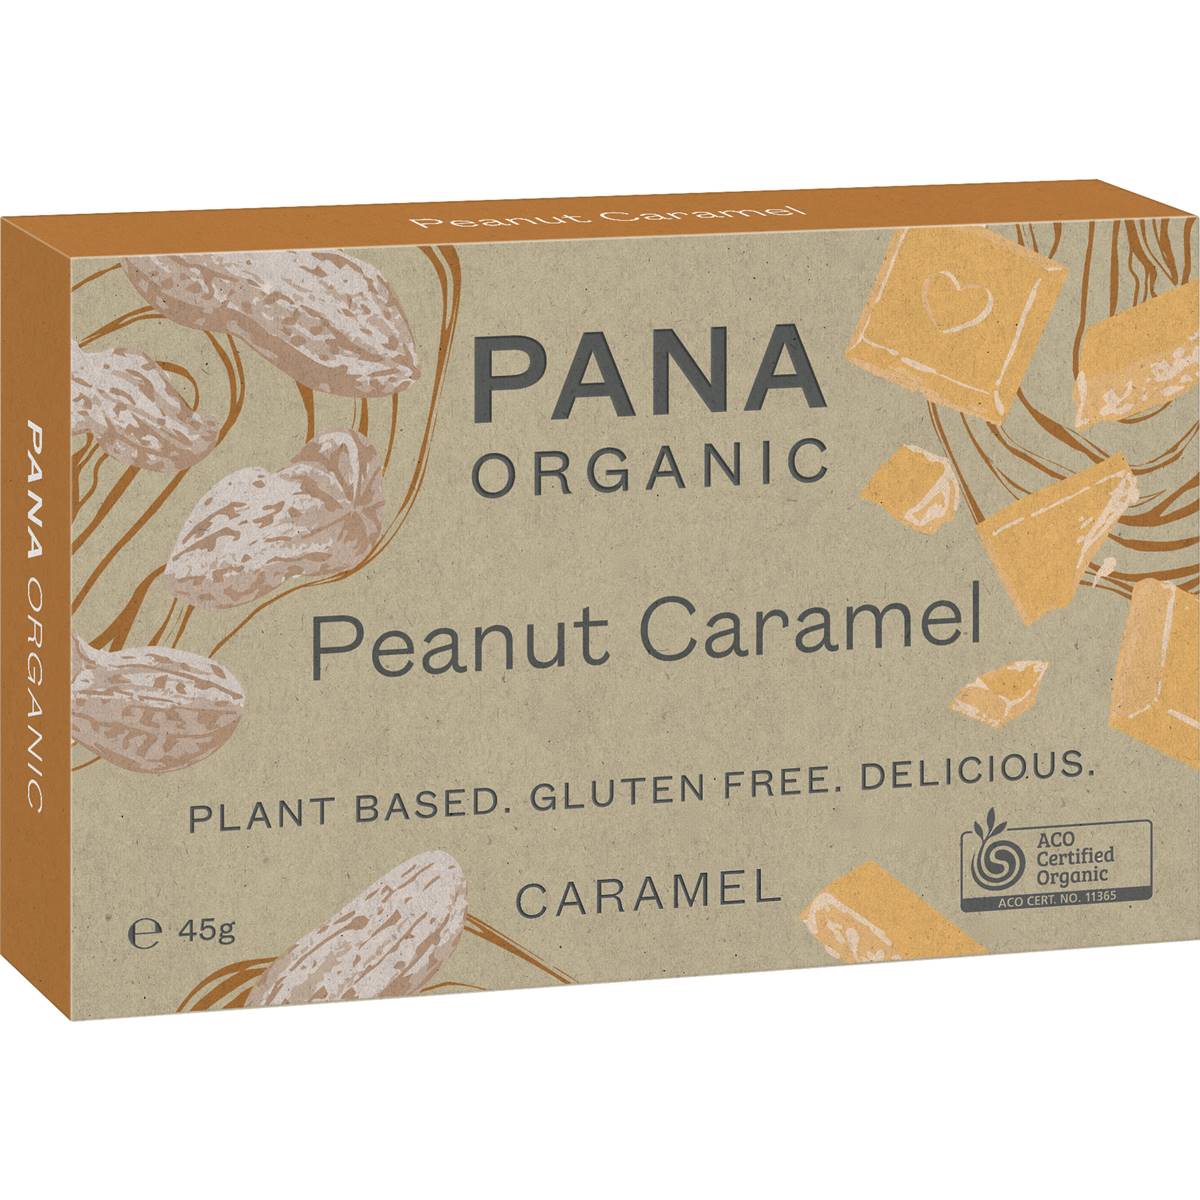 Peanut Caramel
PANA ORGANIC
PANA
ORGANIC
Peanut Caramel
PLANT BASED. GLUTEN FREE. DELICIOUS.
CARAMEL
℮ 45g
ACO
Certified
Organic
ACO CERT. NO. 11365